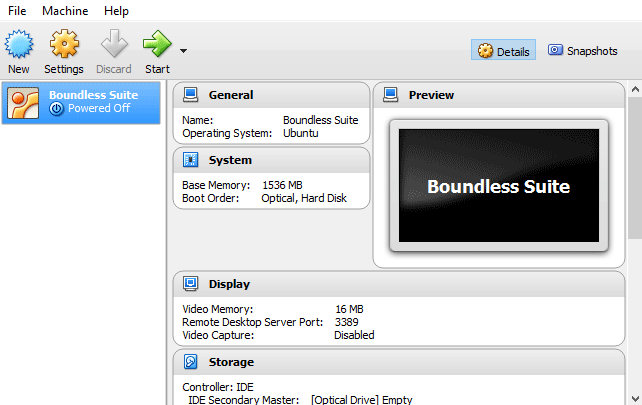 File Machine Help
New Settings Discard Start
Details Snapshots
Boundless Suite
Powered Off
General
Name: Boundless Suite
Operating System: Ubuntu
System
Base Memory: 1536 MB
Boot Order: Optical, Hard Disk
Preview
Boundless Suite
Display
Video Memory: 16 MB
Remote Desktop Server Port: 3389
Video Capture: Disabled
Storage
Controller: IDE
IDE Secondary Master: [Optical Drive] Empty